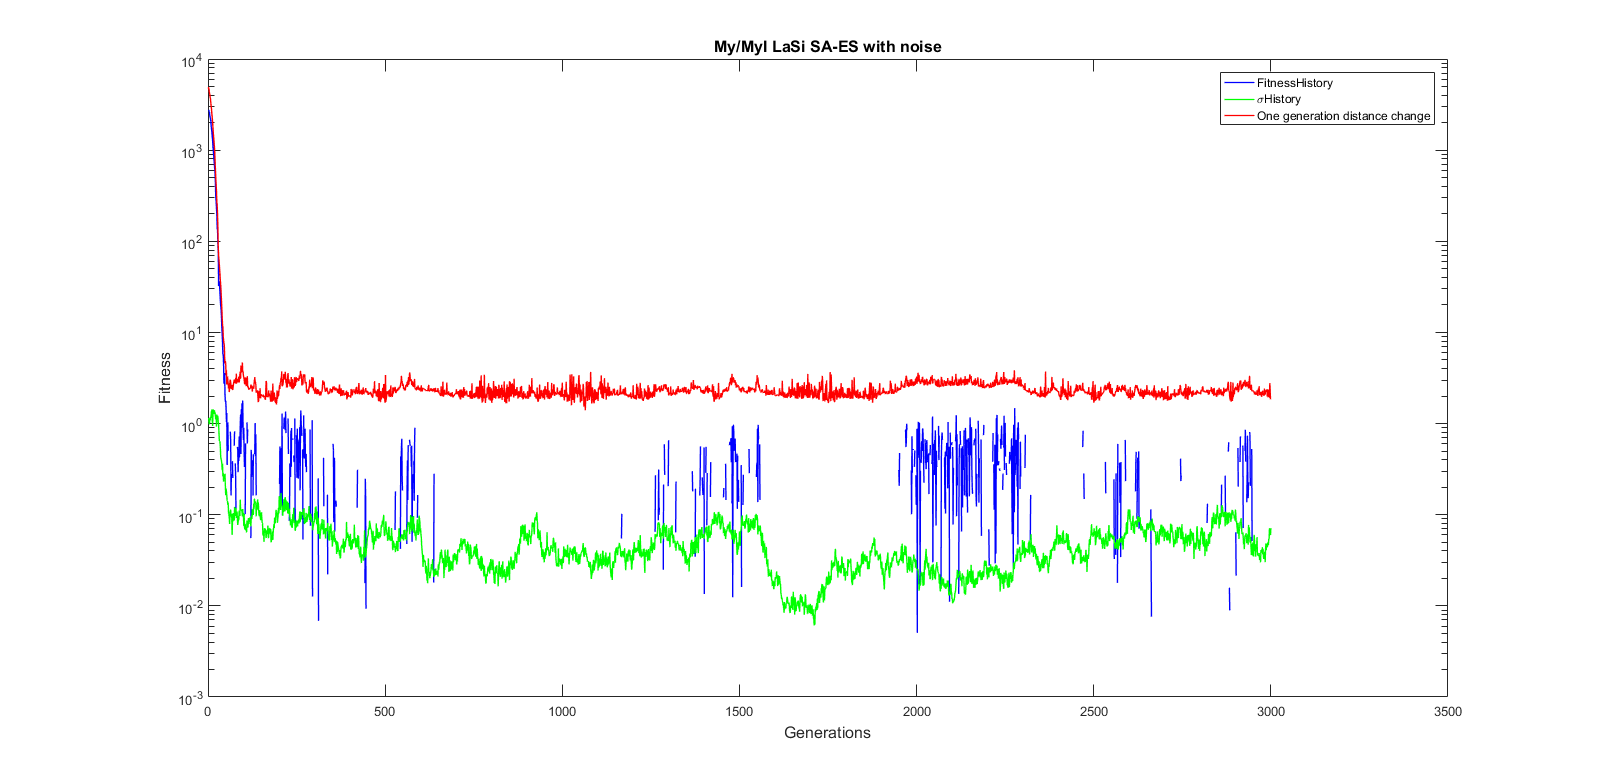 My/MyI LaSi SA-ES with noise
FitnessHistory
σHistory
One generation distance change
Fitness
10^4
10^3
10^2
10^1
10^0
10^-1
10^-2
10^-3
0 500 1000 1500 2000 2500 3000 3500
Generations